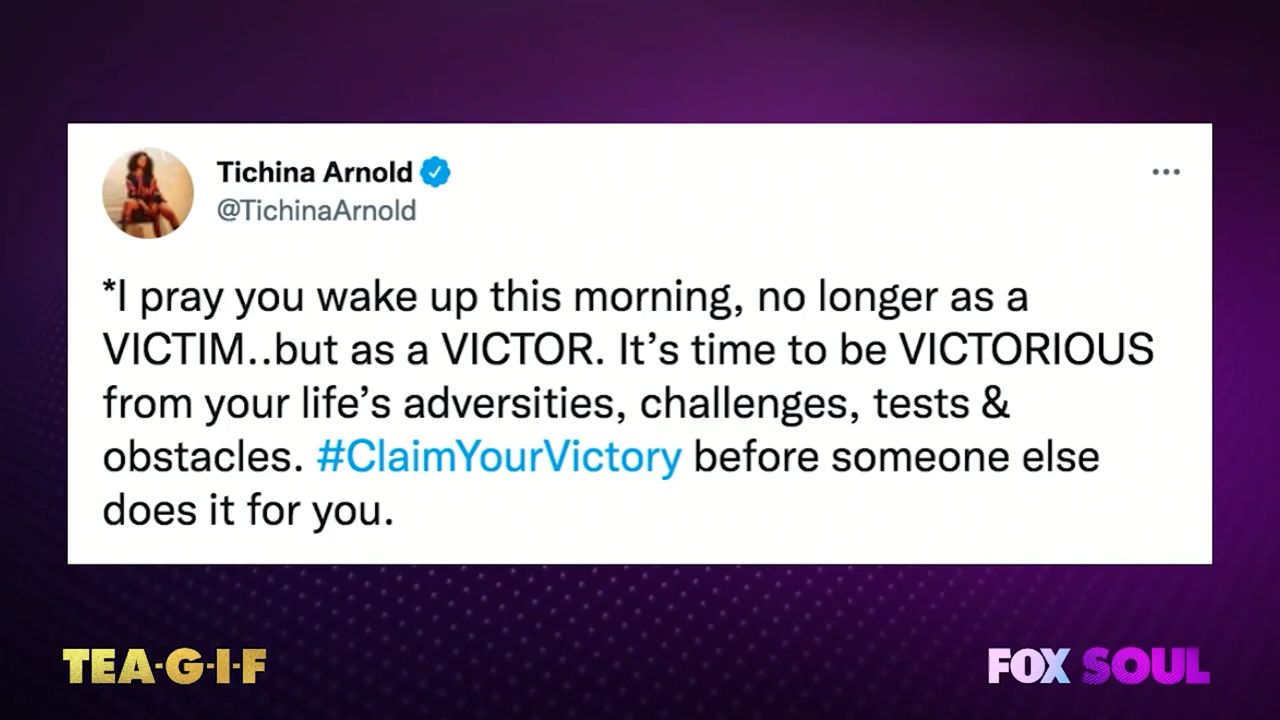 Tichina Arnold
@TichinaArnold
*I pray you wake up this morning, no longer as a
VICTIM..but as a VICTOR. It’s time to be VICTORIOUS
from your life’s adversities, challenges, tests &
obstacles. #ClaimYourVictory before someone else
does it for you.
TEA-G-I-F
FOX SOUL